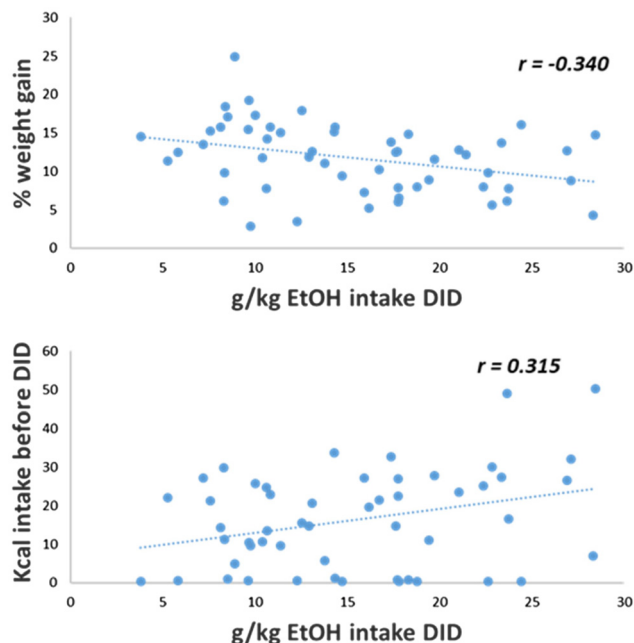 30
25
20
15
10
5
0
% weight gain
r = -0.340
0 5 10 15 20 25 30
g/kg EtOH intake DID
60
50
40
30
20
10
0
Kcal intake before DID
r = 0.315
0 5 10 15 20 25 30
g/kg EtOH intake DID